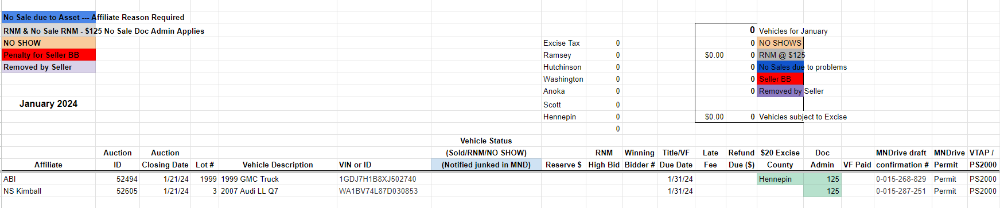 No Sale due to Asset --- Affiliate Reason Required
RNM & No Sale RNM - $125 No Sale Doc Admin Applies
0 Vehicles for January
NO SHOW
Excise Tax 0
0 NO SHOWS
Penalty for Seller BB
Ramsey 0
$0.00 0 RNM @ $125
Removed by Seller
Hutchinson 0
0 No Sales due to problems
Washington 0
0 Seller BB
Anoka 0
0 Removed by Seller
January 2024
Scott 0
Hennepin 0
$0.00 0 Vehicles subject to Excise
0
Vehicle Status
Auction Auction (Sold/RNM/NO SHOW) RNM Winning Title/VF Late Refund $20 Excise Doc MNDrive draft MNDrive VTAP /
Affiliate ID Closing Date Lot # Vehicle Description VIN or ID (Notified junked in MND) Reserve $ High Bid Bidder # Due Date Fee Due ($) County Admin VF Paid confirmation # Permit PS2000
ABI 52494 1/21/24 1999 1999 GMC Truck 1GDJ7H1B8XJ502740 1/31/24 Hennepin 125 0-015-268-829 Permit PS2000
NS Kimball 52605 1/21/24 3 2007 Audi LL Q7 WA1BV74L87D030853 1/31/24 125 0-015-287-251 Permit PS2000